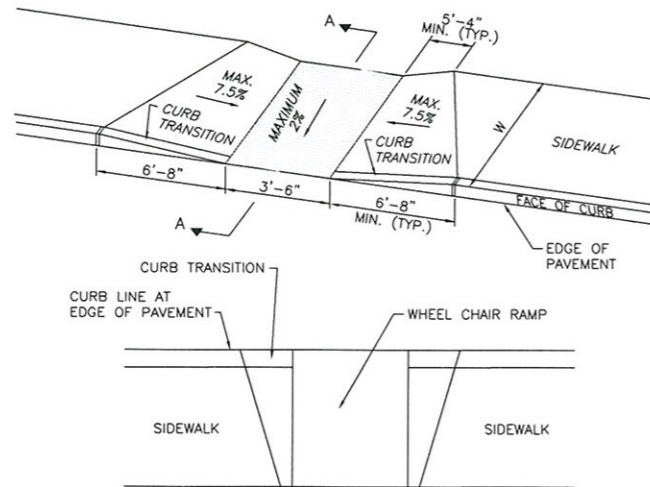 A
5'-4"
MIN. (TYP.)
MAX.
7.5%
CURB
TRANSITION
MAXIMUM
2%
MAX.
7.5%
CURB
TRANSITION
W
SIDEWALK
6'-8"
3'-6"
6'-8"
MIN. (TYP.)
FACE OF CURB
A
EDGE OF
PAVEMENT
CURB TRANSITION
CURB LINE AT
EDGE OF PAVEMENT
WHEEL CHAIR RAMP
SIDEWALK
SIDEWALK